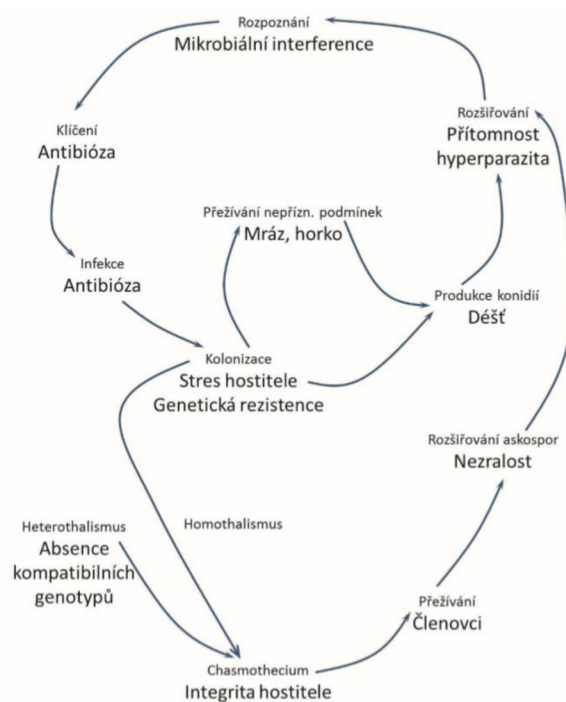 Rozpoznání
Mikrobiální interference
Klíčení
Antibióza
Rozšiřování
Přítomnost
hyperparazita
Přežívání nepřízn. podmínek
Mráz, horko
Infekce
Antibióza
Produkce konidií
Déšť
Kolonizace
Stres hostitele
Genetická rezistence
Rozšiřování askospor
Nezralost
Heterothalismus
Absence
kompatibilních
genotypů
Homothalismus
Přežívání
Členovci
Chasmothecium
Integrita hostitele